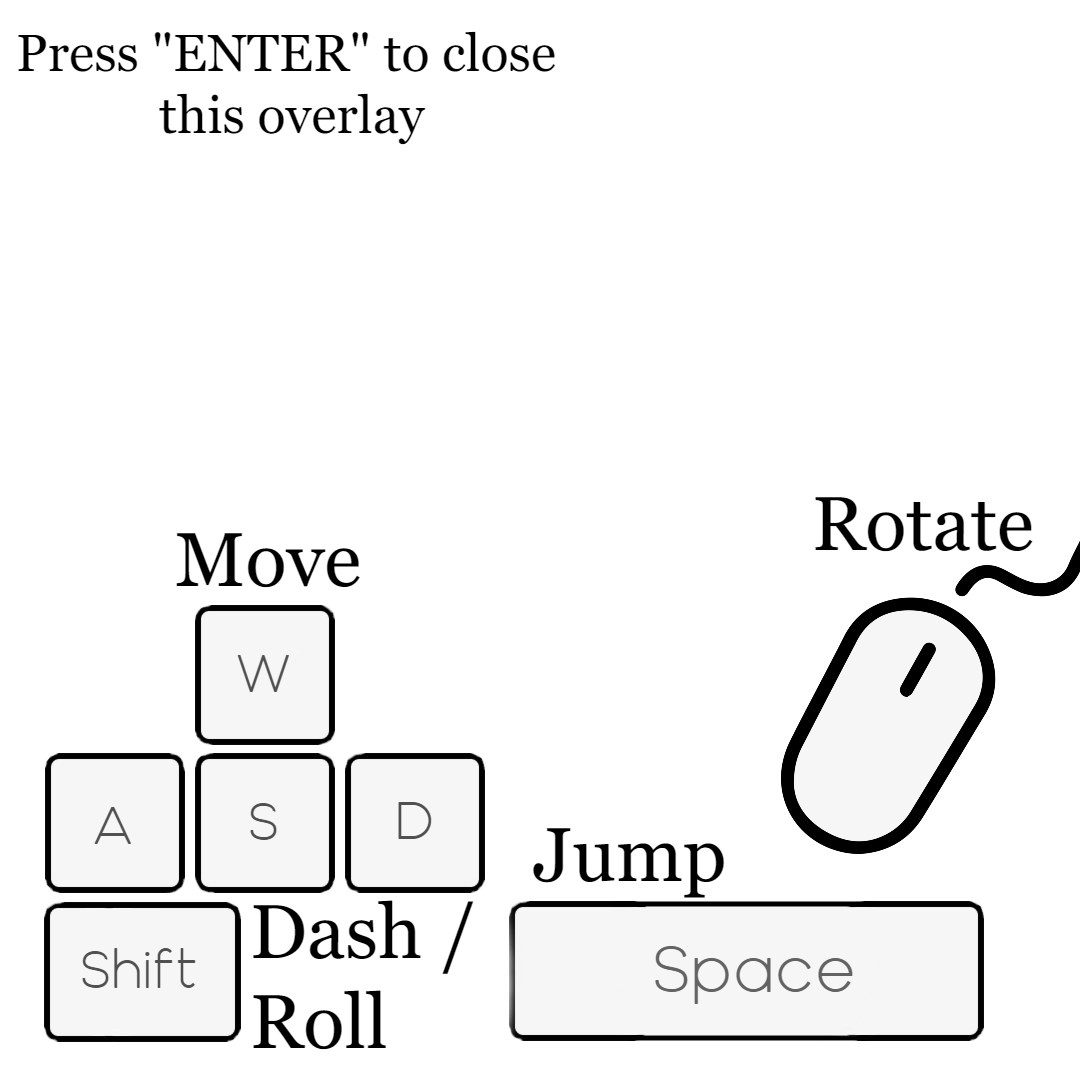 Press "ENTER" to close
this overlay
Rotate
Move
W
A S D
Jump
Shift
Dash /
Roll
Space